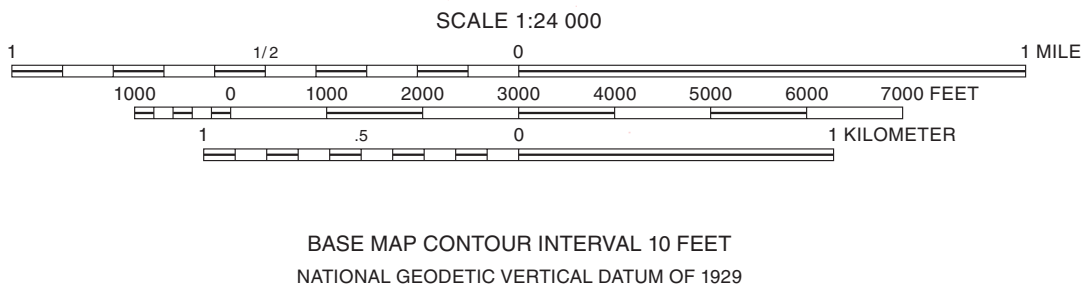 SCALE 1:24 000
1 1/2 0 1 MILE
1000 0 1000 2000 3000 4000 5000 6000 7000 FEET
1 .5 0 1 KILOMETER
BASE MAP CONTOUR INTERVAL 10 FEET
NATIONAL GEODETIC VERTICAL DATUM OF 1929